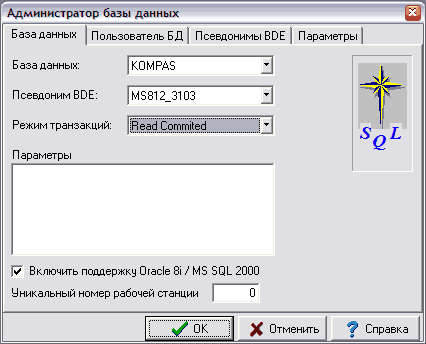 Администратор базы данных
База данных Пользователь БД Псевдонимы BDE Параметры
База данных: KOMPAS
Псевдоним BDE: MS812_3103
Режим транзакций: Read Commited
SQL
Параметры
Включить поддержку Oracle 8i / MS SQL 2000
Уникальный номер рабочей станции 0
OK Отменить ? Справка